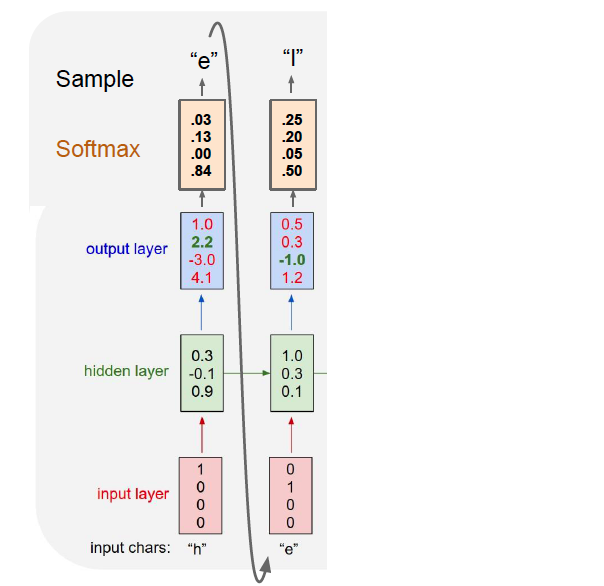 "e" "l"
Sample
Softmax
.03 .25
.13 .20
.00 .05
.84 .50
output layer
1.0 0.5
2.2 0.3
-3.0 -1.0
4.1 1.2
hidden layer
0.3 1.0
-0.1 0.3
0.9 0.1
input layer
1 0
0 1
0 0
0 0
input chars: "h" "e"